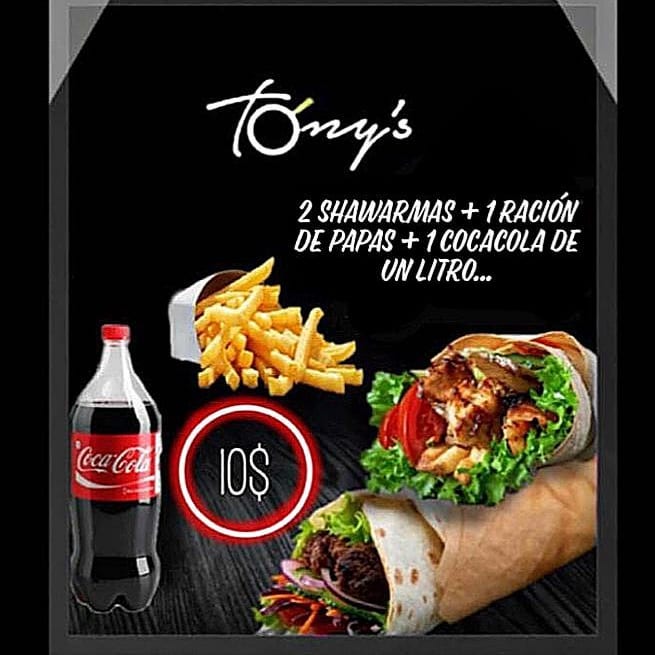 Tony's
2 SHAWARMAS + 1 RACIÓN
DE PAPAS + 1 COCACOLA DE
UN LITRO...
10$
Coca-Cola